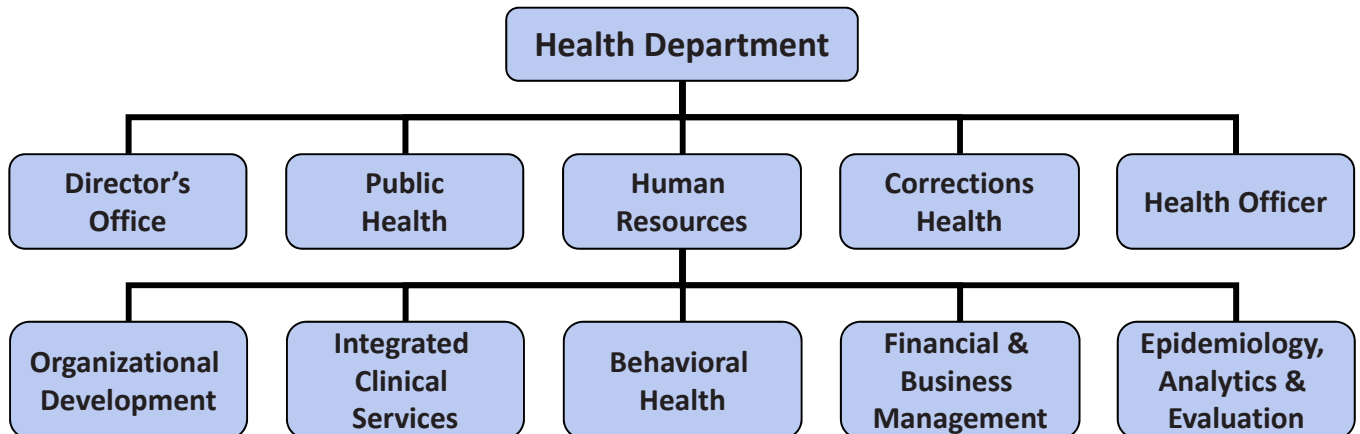 Health Department
Director's
Office
Public
Health
Human
Resources
Corrections
Health
Health Officer
Organizational
Development
Integrated
Clinical
Services
Behavioral
Health
Financial &
Business
Management
Epidemiology,
Analytics &
Evaluation